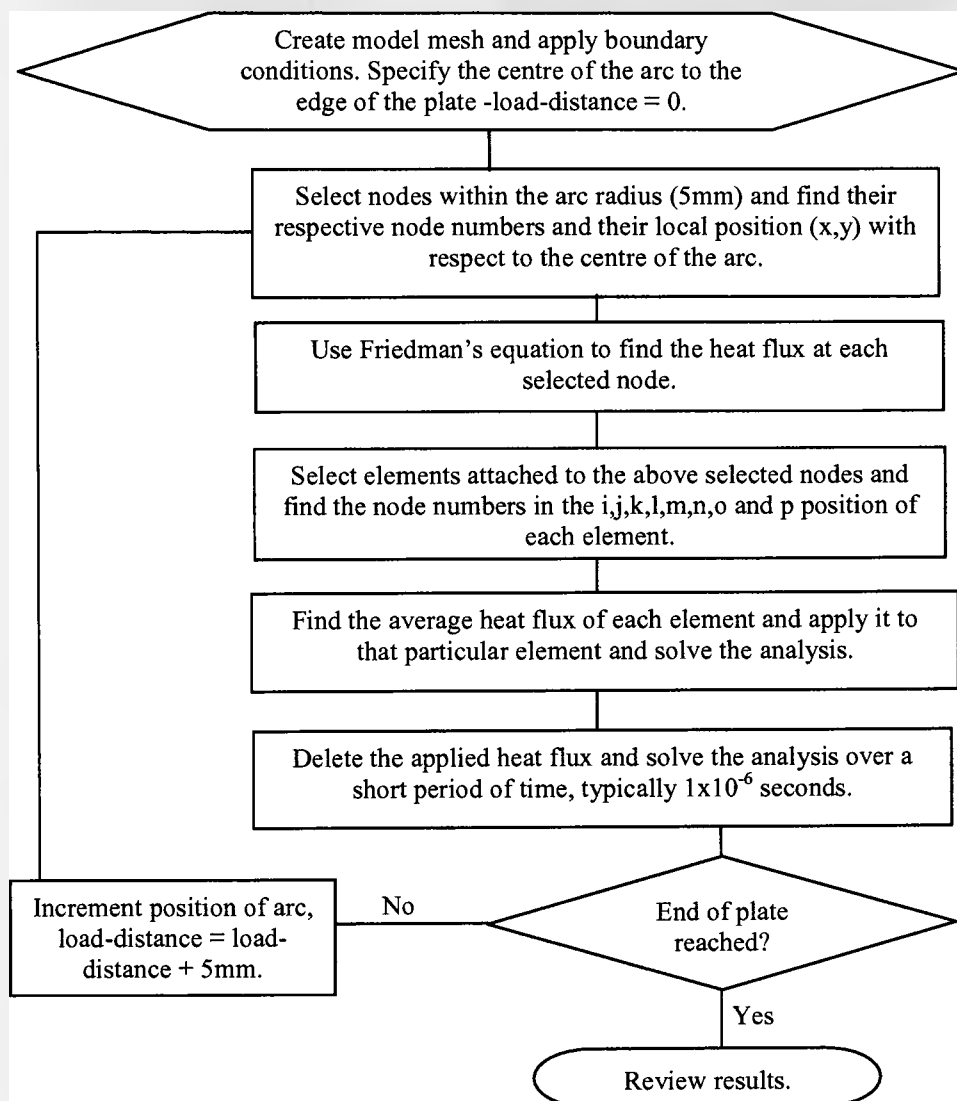 Create model mesh and apply boundary
conditions. Specify the centre of the arc to the
edge of the plate -load-distance = 0.
Select nodes within the arc radius (5mm) and find their
respective node numbers and their local position (x,y) with
respect to the centre of the arc.
Use Friedman's equation to find the heat flux at each
selected node.
Select elements attached to the above selected nodes and
find the node numbers in the i,j,k,l,m,n,o and p position of
each element.
Find the average heat flux of each element and apply it to
that particular element and solve the analysis.
Delete the applied heat flux and solve the analysis over a
short period of time, typically 1x10⁻⁶ seconds.
Increment position of arc,
load-distance = load-
distance + 5mm.
No
End of plate
reached?
Yes
Review results.